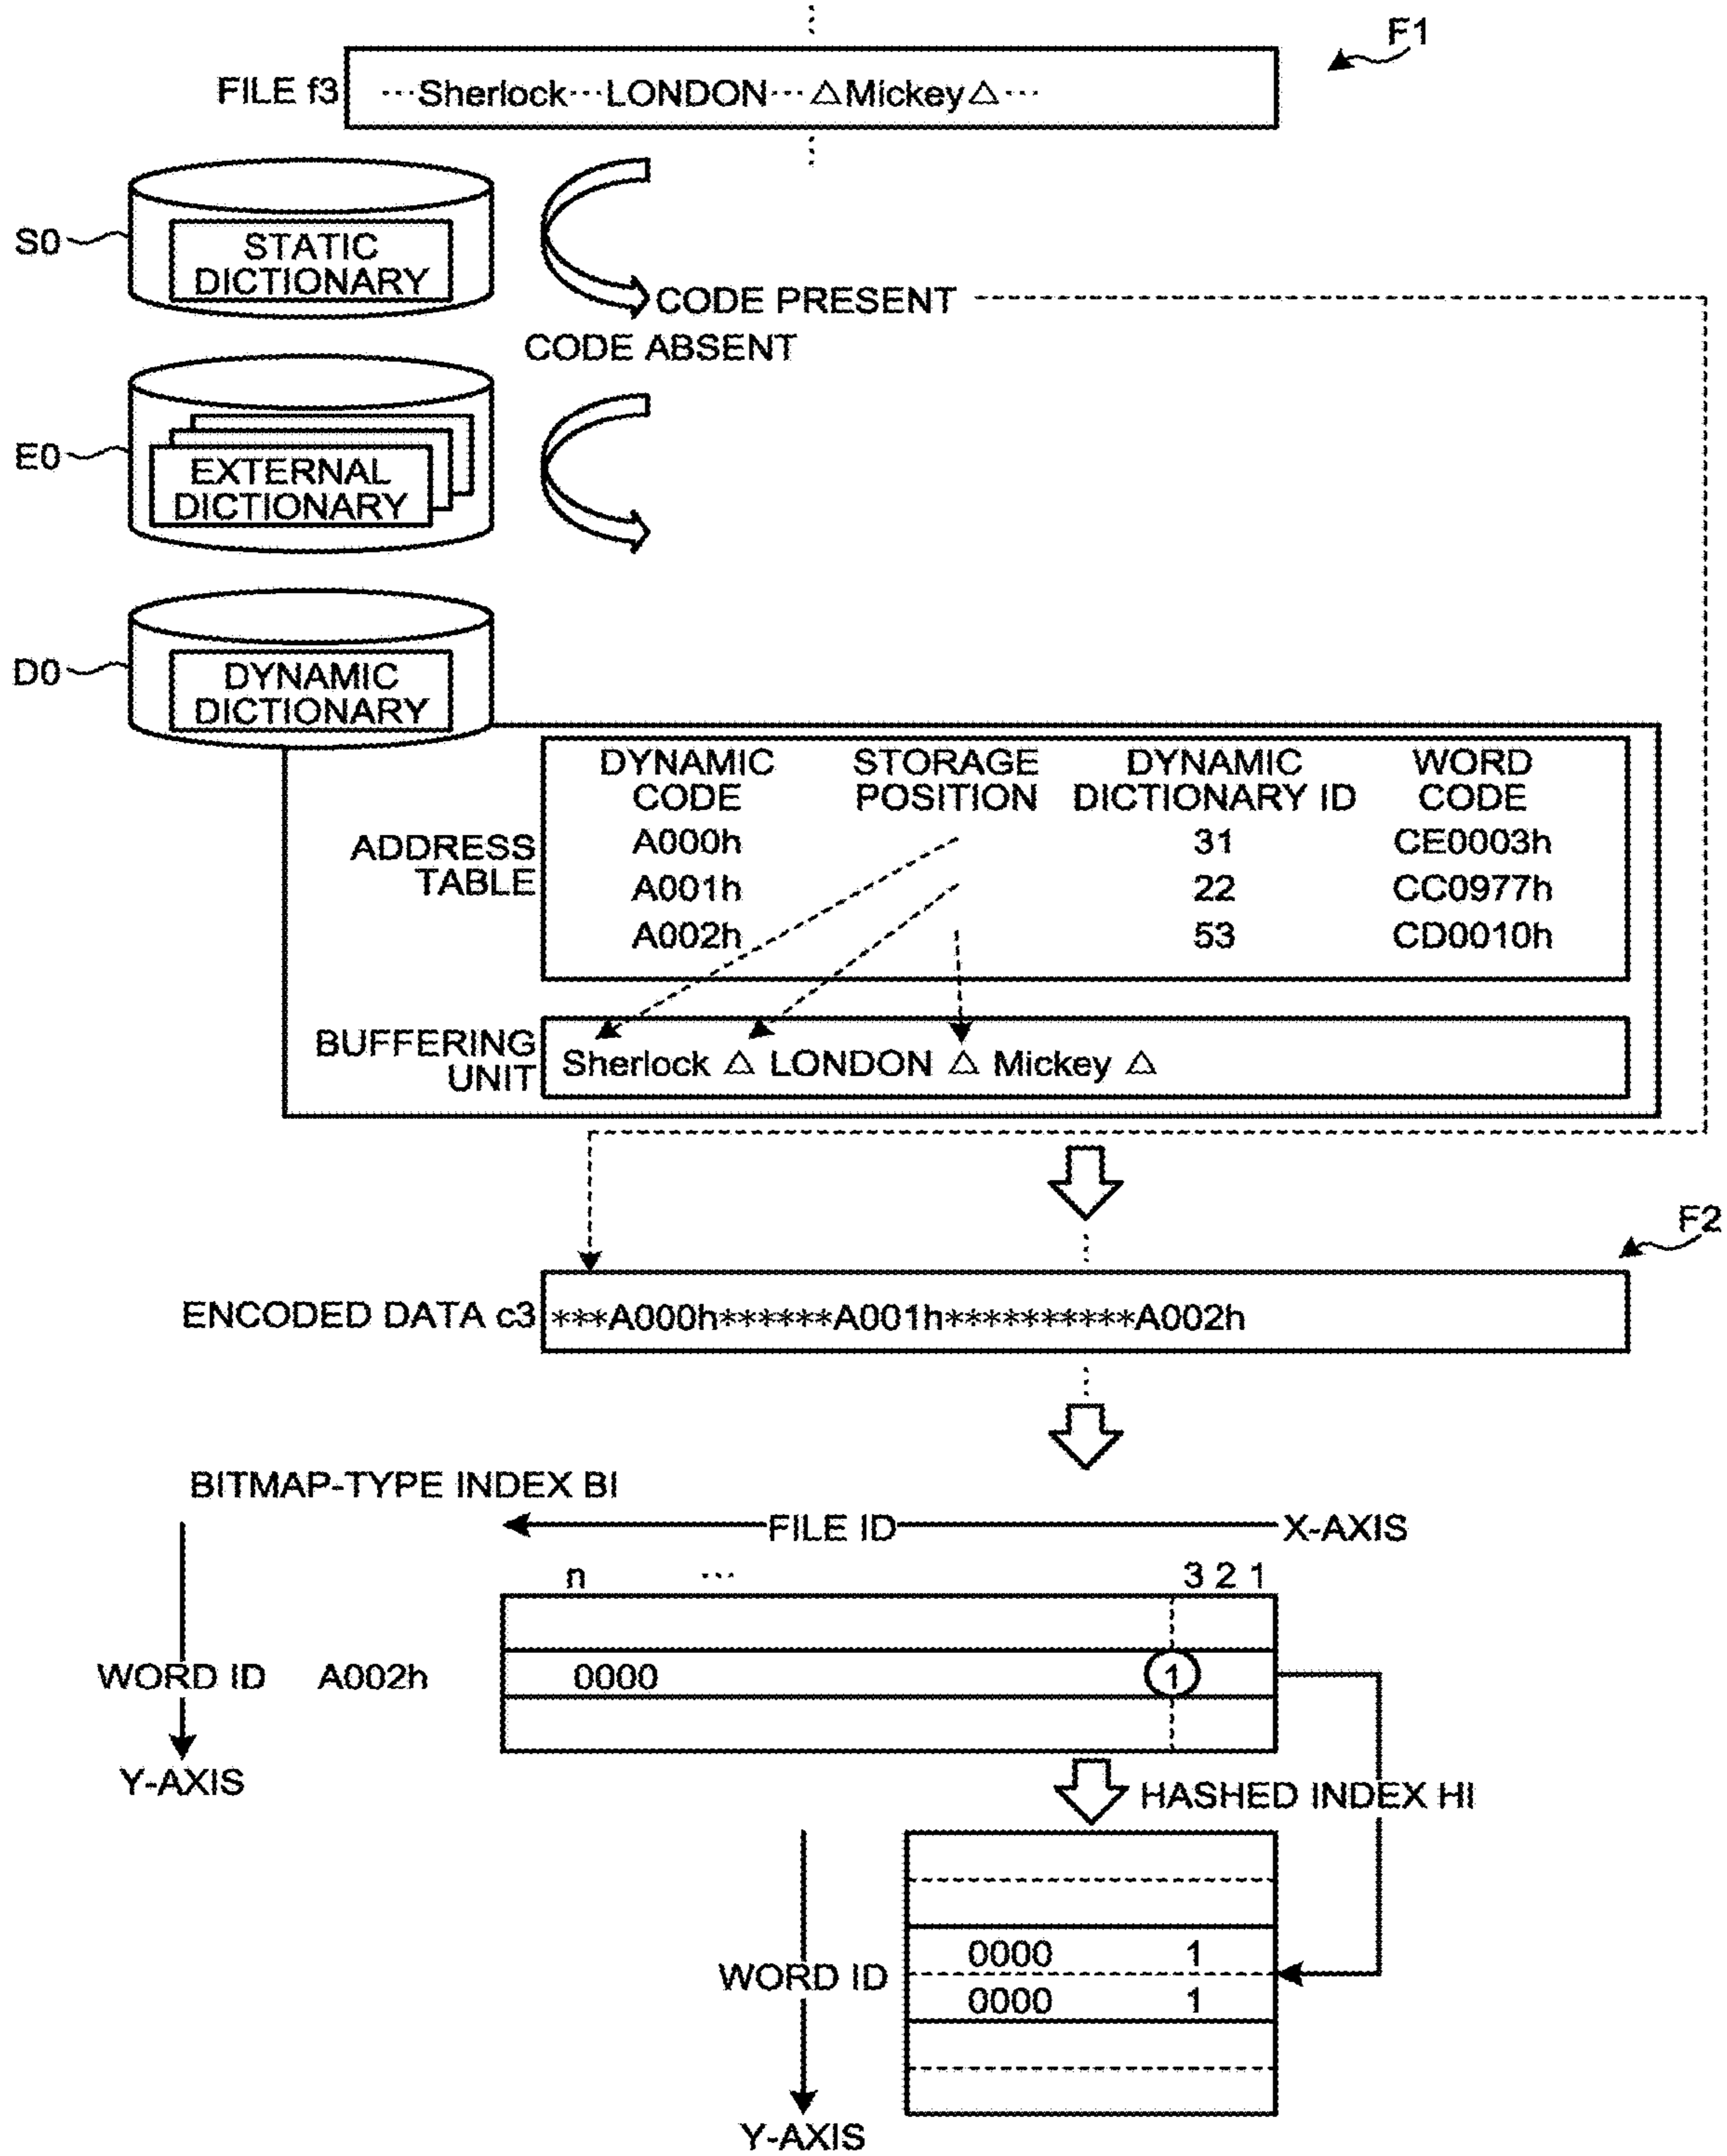 F1
FILE f3 ···Sherlock···LONDON···△Mickey△···
S0
STATIC
DICTIONARY
CODE PRESENT
CODE ABSENT
E0
EXTERNAL
DICTIONARY
D0
DYNAMIC
DICTIONARY
DYNAMIC STORAGE DYNAMIC WORD
CODE POSITION DICTIONARY ID CODE
ADDRESS
TABLE
A000h 31 CE0003h
A001h 22 CC0977h
A002h 53 CD0010h
BUFFERING
UNIT
Sherlock △ LONDON △ Mickey △
F2
ENCODED DATA c3 ***A000h******A001h**********A002h
BITMAP-TYPE INDEX BI
FILE ID X-AXIS
n ··· 3 2 1
WORD ID A002h 0000 1
Y-AXIS
HASHED INDEX HI
0000 1
WORD ID
0000 1
Y-AXIS